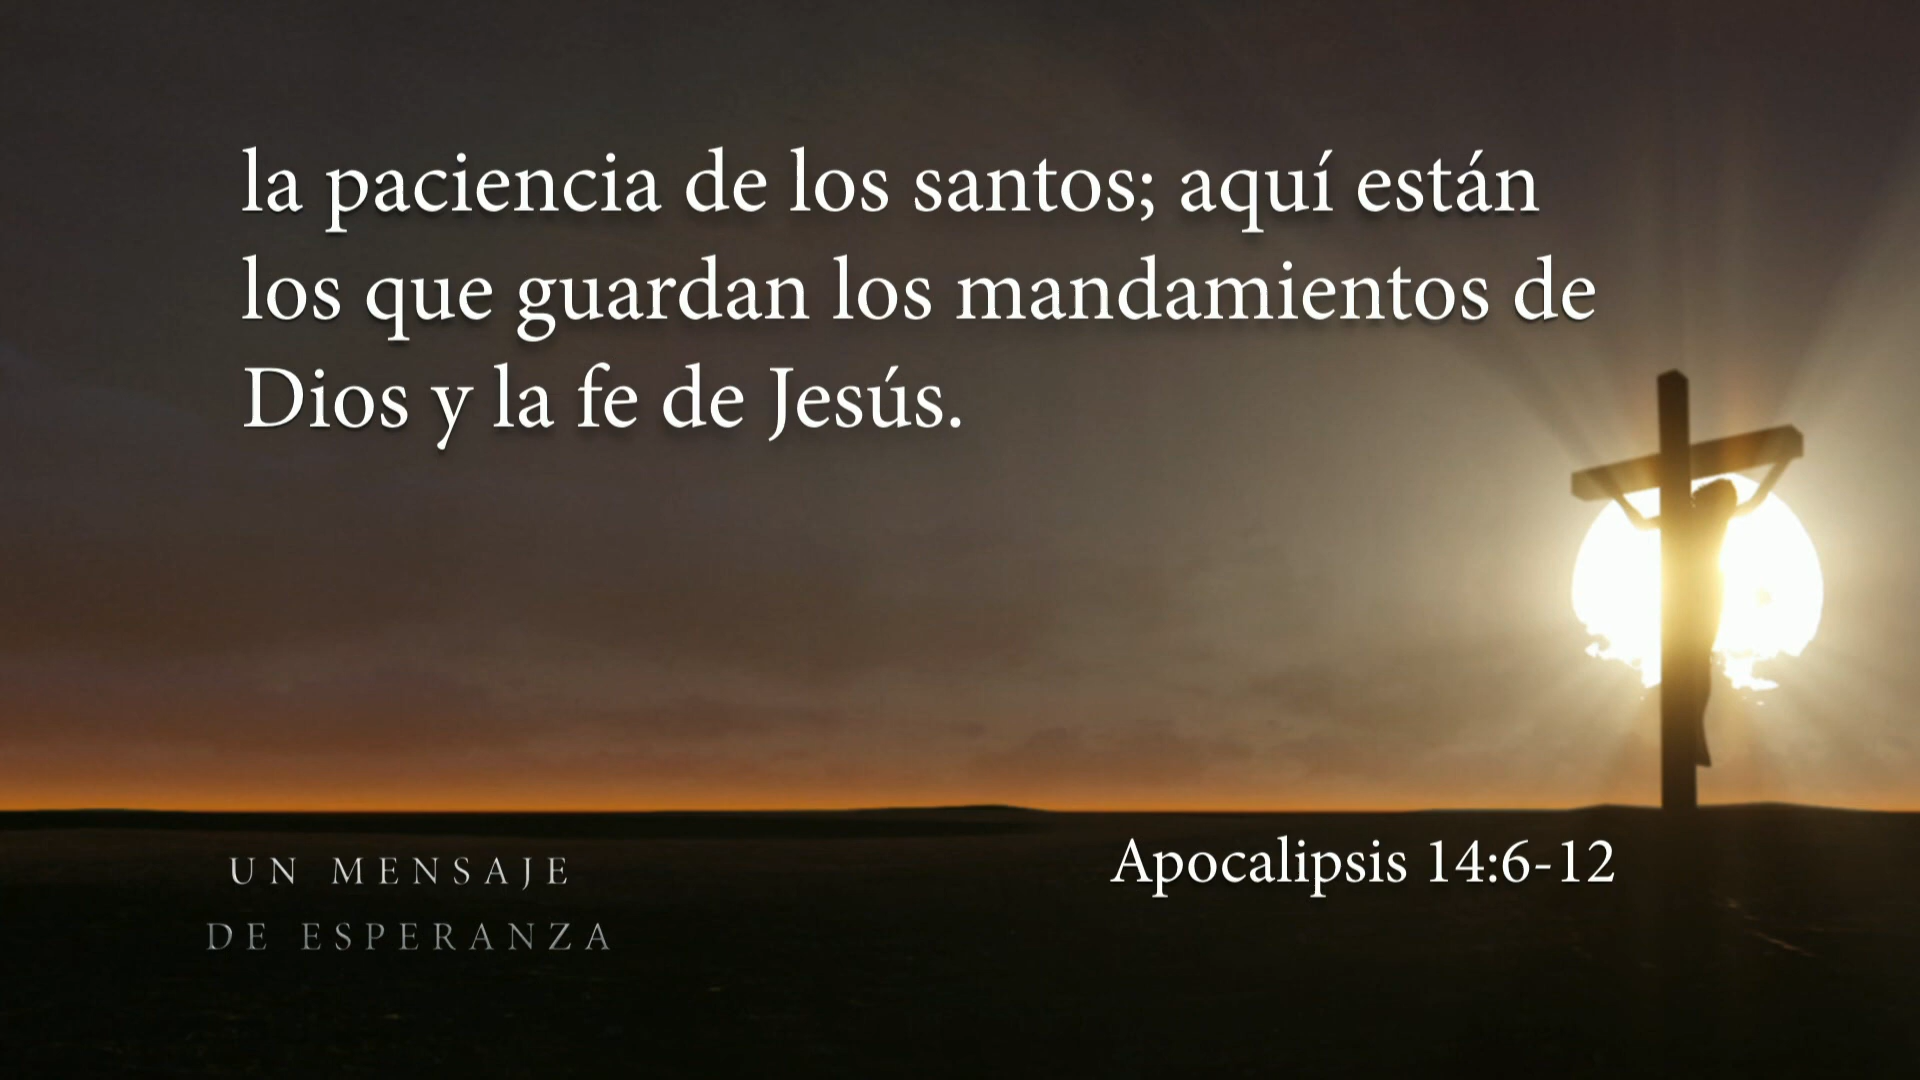 la paciencia de los santos; aquí están
los que guardan los mandamientos de
Dios y la fe de Jesús.
Apocalipsis 14:6-12
UN MENSAJE
DE ESPERANZA